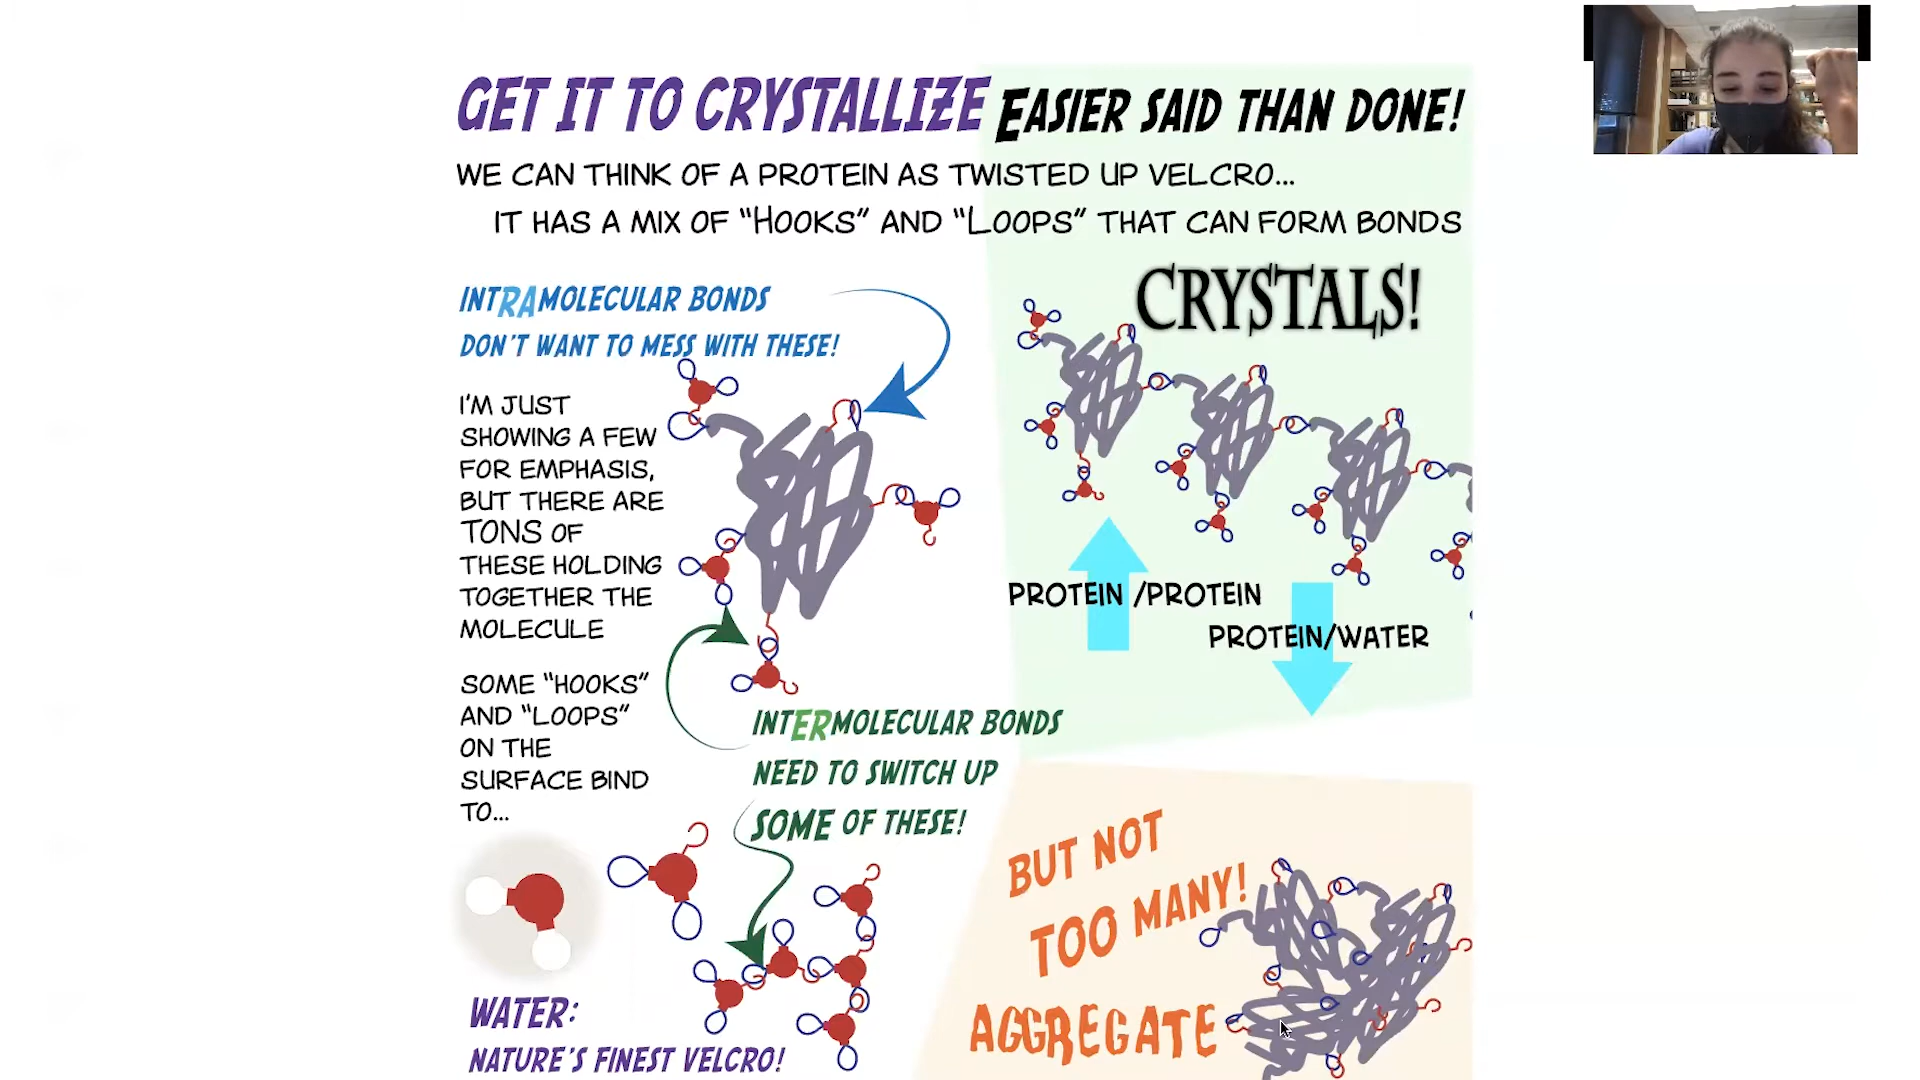 GET IT TO CRYSTALLIZE EASIER SAID THAN DONE!
WE CAN THINK OF A PROTEIN AS TWISTED UP VELCRO...
IT HAS A MIX OF “HOOKS” AND “LOOPS” THAT CAN FORM BONDS
INTRAMOLECULAR BONDS
DON'T WANT TO MESS WITH THESE!
I'M JUST
SHOWING A FEW
FOR EMPHASIS,
BUT THERE ARE
TONS OF
THESE HOLDING
TOGETHER THE
MOLECULE
SOME “HOOKS”
AND “LOOPS”
ON THE
SURFACE BIND
TO...
INTERMOLECULAR BONDS
NEED TO SWITCH UP
SOME OF THESE!
WATER:
NATURE'S FINEST VELCRO!
CRYSTALS!
PROTEIN /PROTEIN
PROTEIN/WATER
BUT NOT
TOO MANY!
AGGREGATE